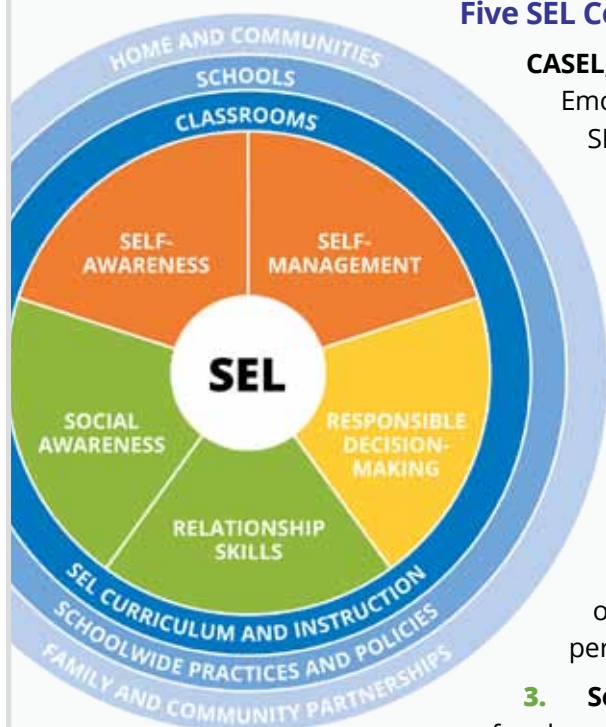 Five SEL Co
CASEL,
Emo
SE
HOME AND COMMUNITIES
SCHOOLS
CLASSROOMS
SELF-
AWARENESS
SELF-
MANAGEMENT
SEL
SOCIAL
AWARENESS
RESPONSIBLE
DECISION-
MAKING
RELATIONSHIP
SKILLS
SEL CURRICULUM AND INSTRUCTION
SCHOOLWIDE PRACTICES AND POLICIES
FAMILY AND COMMUNITY PARTNERSHIPS
o
per
3. So